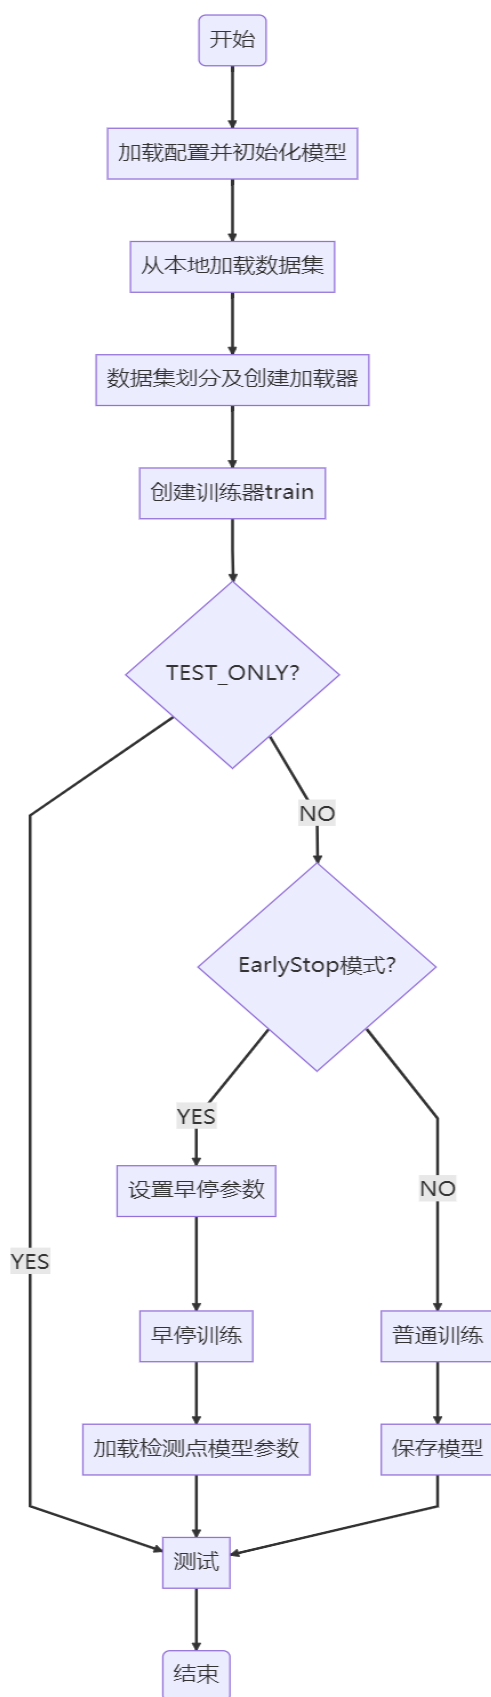 开始
加载配置并初始化模型
从本地加载数据集
数据集划分及创建加载器
创建训练器train
TEST_ONLY?
NO
EarlyStop模式?
YES
设置早停参数
NO
YES
早停训练
普通训练
加载检测点模型参数
保存模型
测试
结束